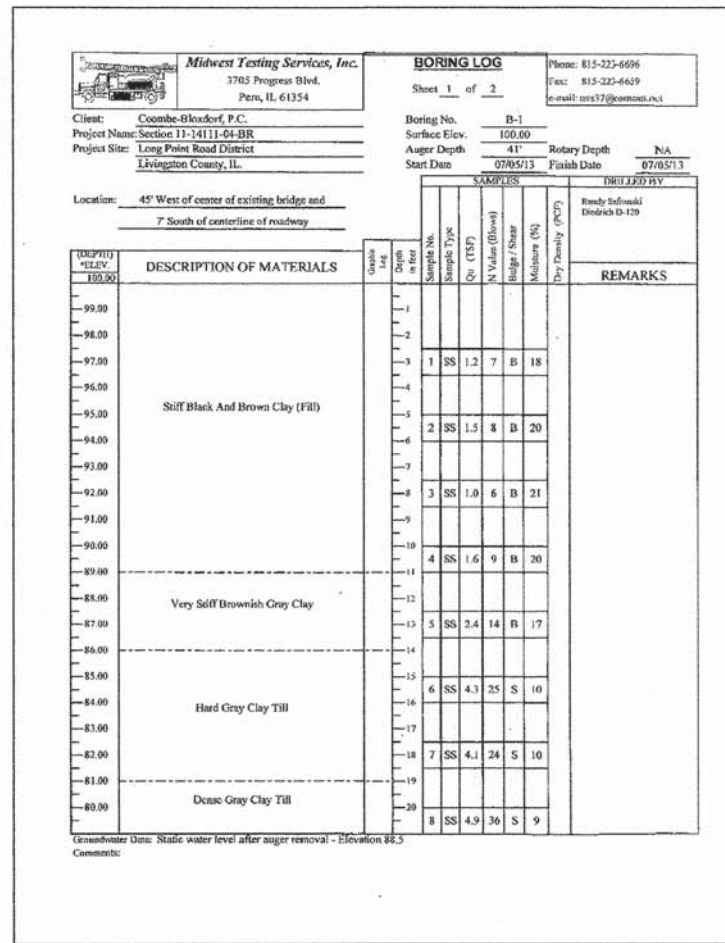 Midwest Testing Services, Inc.
3705 Progress Blvd.
Peru, IL 61354
BORING LOG
Sheet 1 of 2
Phone: 815-223-6696
Fax: 815-223-6659
e-mail: mts37@comcast.net
Client: Coombe-Bloxdorf, P.C.
Project Name: Section 11-14111-04-BR
Project Site: Long Point Road District
Livingston County, IL.
Boring No. B-1
Surface Elev. 100.00
Auger Depth 41' Rotary Depth NA
Start Date 07/05/13 Finish Date 07/05/13
Location: 45' West of center of existing bridge and
7' South of centerline of roadway
SAMPLES
DRILLED BY
Randy Safranski
Diedrich D-120
(DEPTH)
*ELEV.
100.00
DESCRIPTION OF MATERIALS
Graphic Log
Depth in feet
Sample No.
Sample Type
Qu (TSF)
N Value (Blows)
Bulge / Shear
Moisture (%)
Dry Density (PCF)
REMARKS
99.00 1
98.00 2
97.00 3 1 SS 1.2 7 B 18
96.00 4
Stiff Black And Brown Clay (Fill)
95.00 5
94.00 6 2 SS 1.5 8 B 20
93.00 7
92.00 8 3 SS 1.0 6 B 21
91.00 9
90.00 10
4 SS 1.6 9 B 20
89.00 11
88.00 12
Very Stiff Brownish Gray Clay
87.00 13 5 SS 2.4 14 B 17
86.00 14
15
6 SS 4.3 25 S 10
84.00 16
Hard Gray Clay Till
83.00 17
82.00 18 7 SS 4.1 24 S 10
81.00 19
Dense Gray Clay Till
80.00 20
8 SS 4.9 36 S 9
Groundwater Data: Static water level after auger removal - Elevation 88.5
Comments: